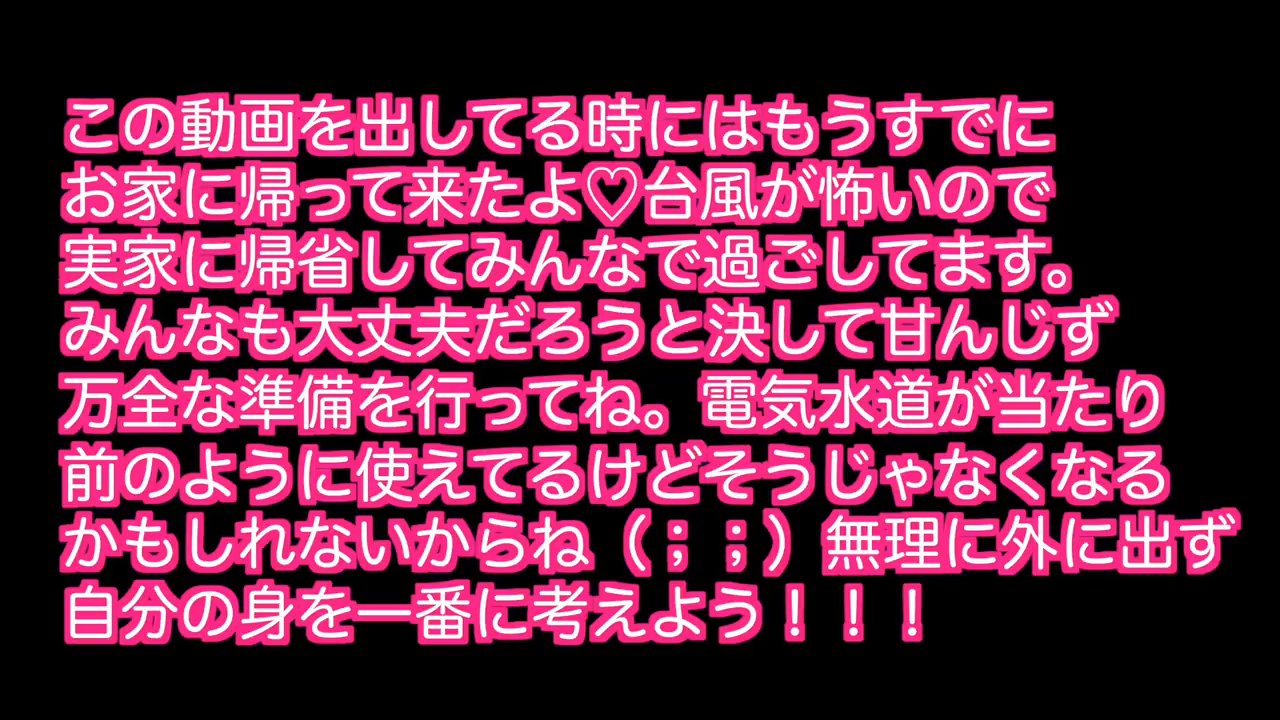 この動画を出してる時にはもうすでに
お家に帰って来たよ♡台風が怖いので
実家に帰省してみんなで過ごしてます。
みんなも大丈夫だろうと決して甘んじず
万全な準備を行ってね。電気水道が当たり
前のように使えてるけどそうじゃなくなる
かもしれないからね（；；）無理に外に出ず
自分の身を一番に考えよう！！！